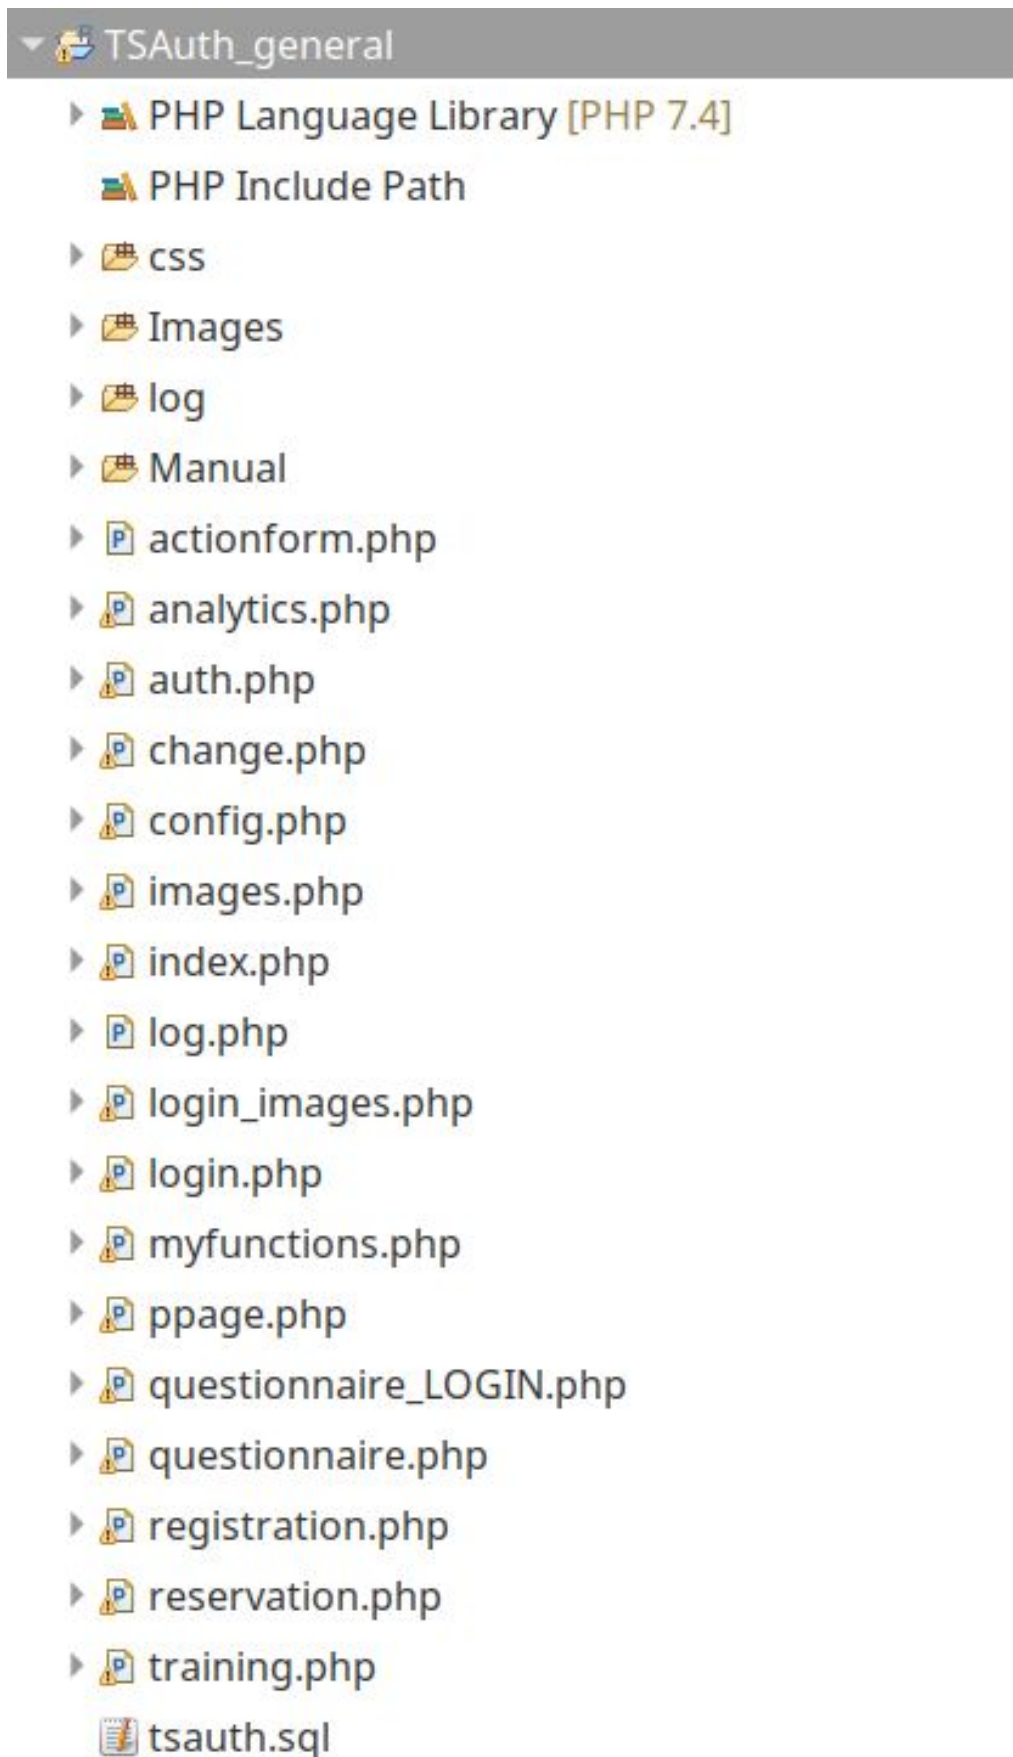 TSAuth_general
PHP Language Library [PHP 7.4]
PHP Include Path
css
Images
log
Manual
actionform.php
analytics.php
auth.php
change.php
config.php
images.php
index.php
log.php
login_images.php
login.php
myfunctions.php
ppage.php
questionnaire_LOGIN.php
questionnaire.php
registration.php
reservation.php
training.php
tsauth.sql